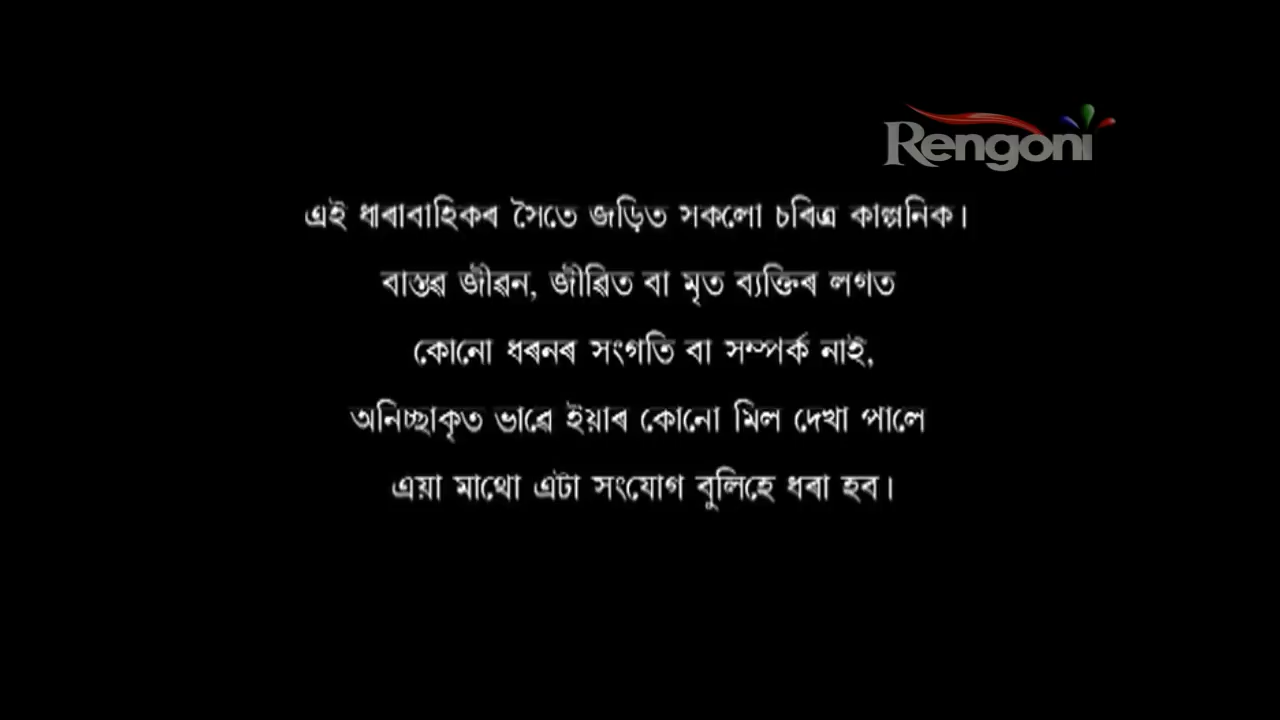 Rengoni
এই ধাৰাবাহিকৰ সৈতে জড়িত সকলো চৰিত্ৰ কাল্পনিক।
বাস্তৱ জীৱন, জীৱিত বা মৃত ব্যক্তিৰ লগত
কোনো ধৰনৰ সংগতি বা সম্পৰ্ক নাই,
অনিচ্ছাকৃত ভাৱে ইয়াৰ কোনো মিল দেখা পালে
এয়া মাথো এটা সংযোগ বুলিহে ধৰা হব।